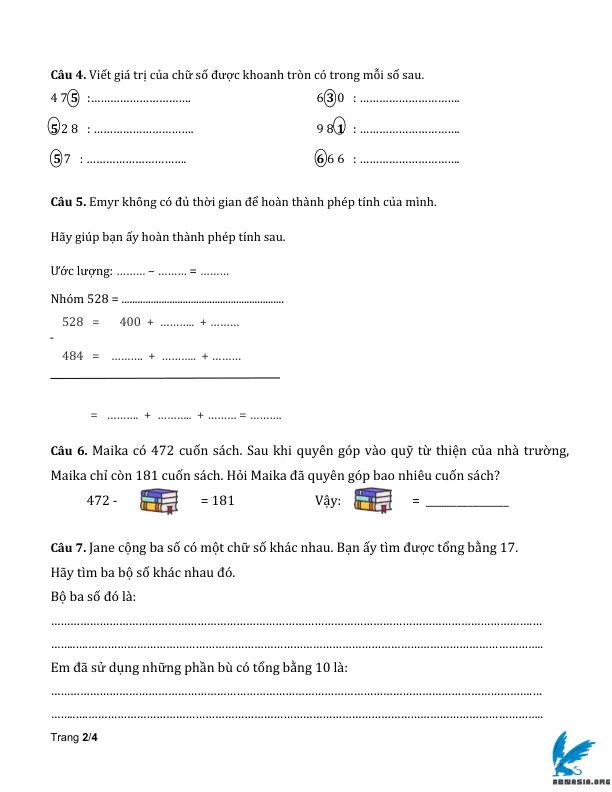 Câu 4. Viết giá trị của chữ số được khoanh tròn có trong mỗi số sau.
4 7 5 :............................... 6 3 0 : ...............................
5 2 8 : ............................... 9 8 1 : ...............................
5 7 : ............................... 6 6 6 : ...............................
Câu 5. Emyr không có đủ thời gian để hoàn thành phép tính của mình.
Hãy giúp bạn ấy hoàn thành phép tính sau.
Ước lượng: ......... – ......... = .........
Nhóm 528 = ..............................................................
528 = 400 + ........... + .........
-
484 = .......... + ........... + .........
= .......... + ........... + ......... = ..........
Câu 6. Maika có 472 cuốn sách. Sau khi quyên góp vào quỹ từ thiện của nhà trường,
Maika chỉ còn 181 cuốn sách. Hỏi Maika đã quyên góp bao nhiêu cuốn sách?
472 - = 181 Vậy: = _______________
Câu 7. Jane cộng ba số có một chữ số khác nhau. Bạn ấy tìm được tổng bằng 17.
Hãy tìm ba bộ số khác nhau đó.
Bộ ba số đó là:
.............................................................................................................................
.............................................................................................................................
Em đã sử dụng những phần bù có tổng bằng 10 là:
.............................................................................................................................
.............................................................................................................................
Trang 2/4
ABNASIA.ORG